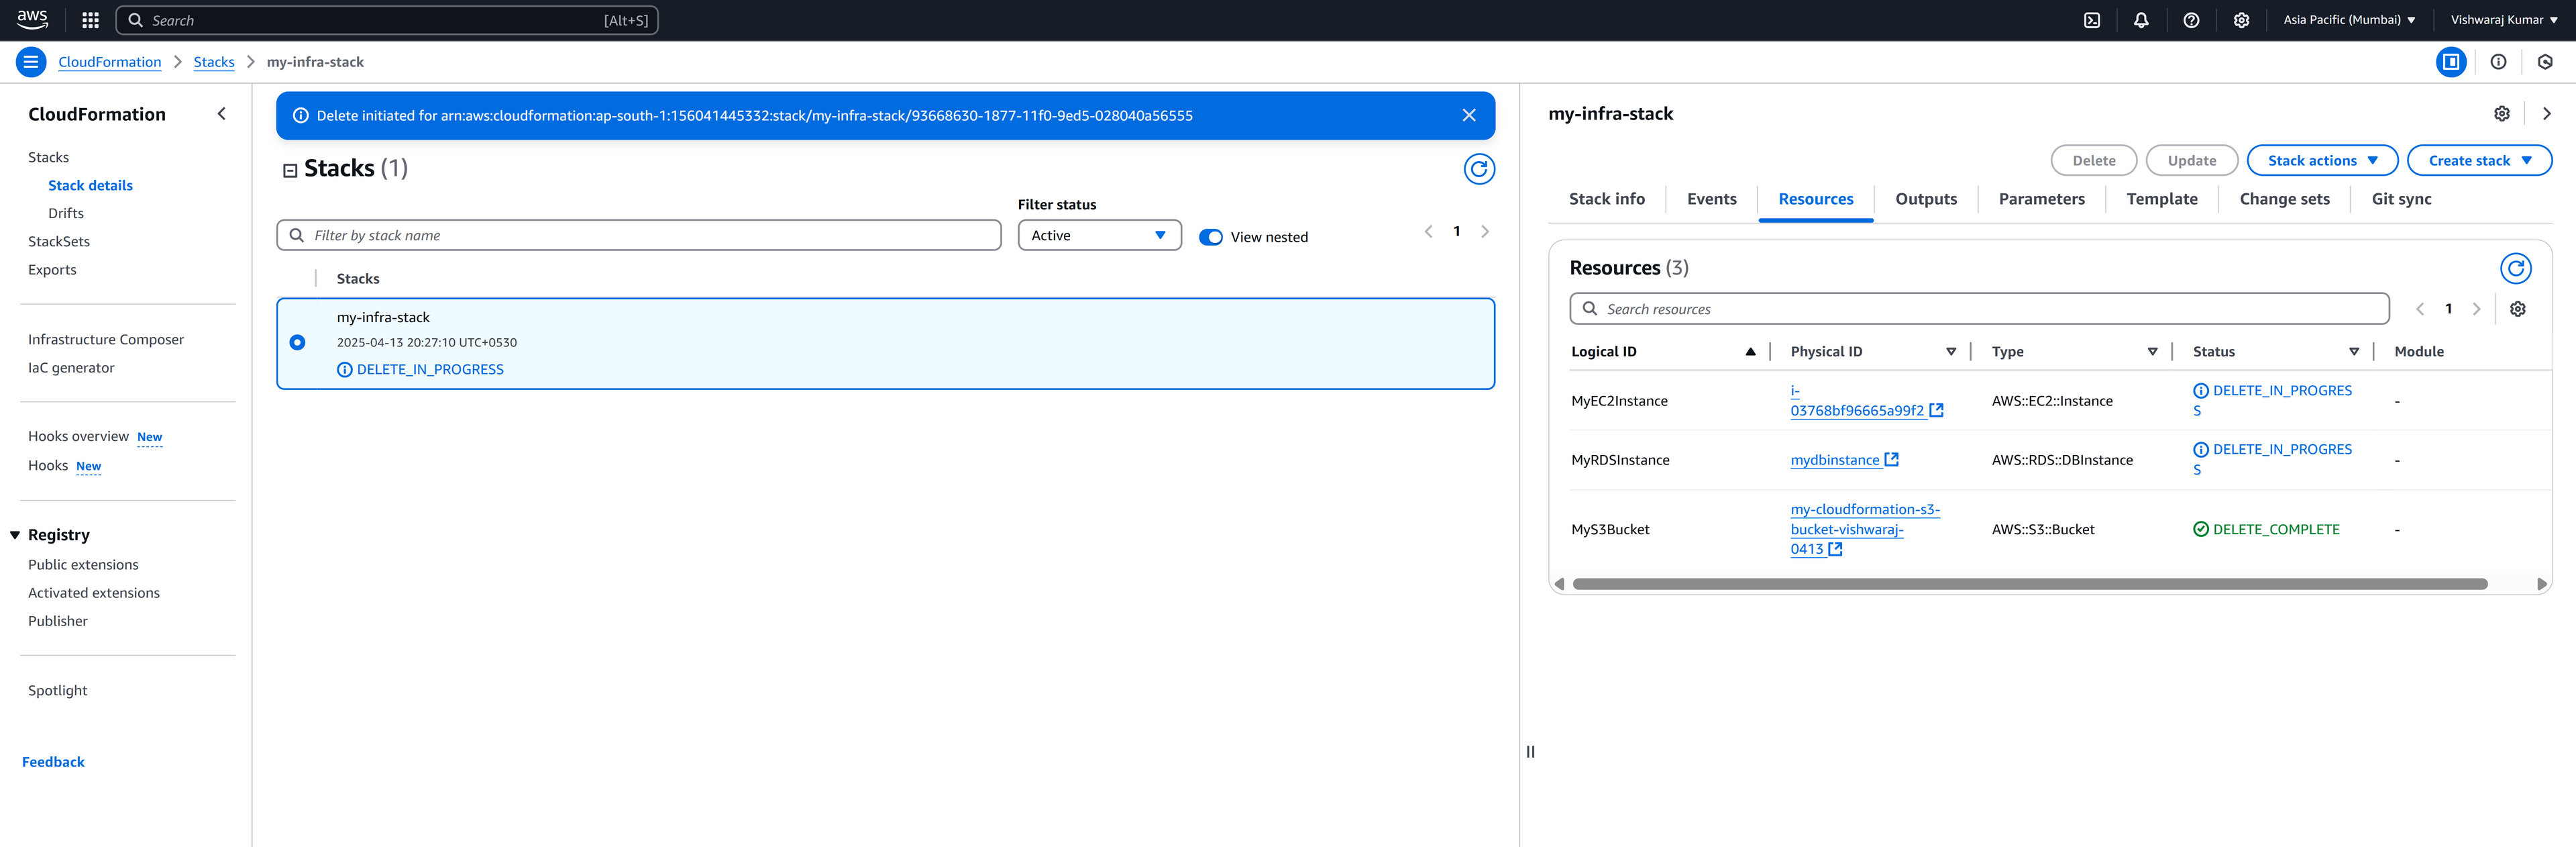 aws
Search [Alt+S]
Asia Pacific (Mumbai)
Vishwaraj Kumar
CloudFormation
Stacks
my-infra-stack
CloudFormation
Stacks
Stack details
Drifts
StackSets
Exports
Infrastructure Composer
IaC generator
Hooks overview New
Hooks New
Registry
Public extensions
Activated extensions
Publisher
Spotlight
Feedback
Delete initiated for arn:aws:cloudformation:ap-south-1:156041445332:stack/my-infra-stack/93668630-1877-11f0-9ed5-028040a56555
Stacks (1)
Filter status
Filter by stack name
Active
View nested
1
Stacks
my-infra-stack
2025-04-13 20:27:10 UTC+0530
DELETE_IN_PROGRESS
my-infra-stack
Delete
Update
Stack actions
Create stack
Stack info
Events
Resources
Outputs
Parameters
Template
Change sets
Git sync
Resources (3)
Search resources
1
Logical ID
Physical ID
Type
Status
Module
MyEC2Instance
i-
03768bf96665a99f2
AWS::EC2::Instance
DELETE_IN_PROGRES
S
-
MyRDSInstance
mydbinstance
AWS::RDS::DBInstance
DELETE_IN_PROGRES
S
-
MyS3Bucket
my-cloudformation-s3-
bucket-vishwaraj-
0413
AWS::S3::Bucket
DELETE_COMPLETE
-